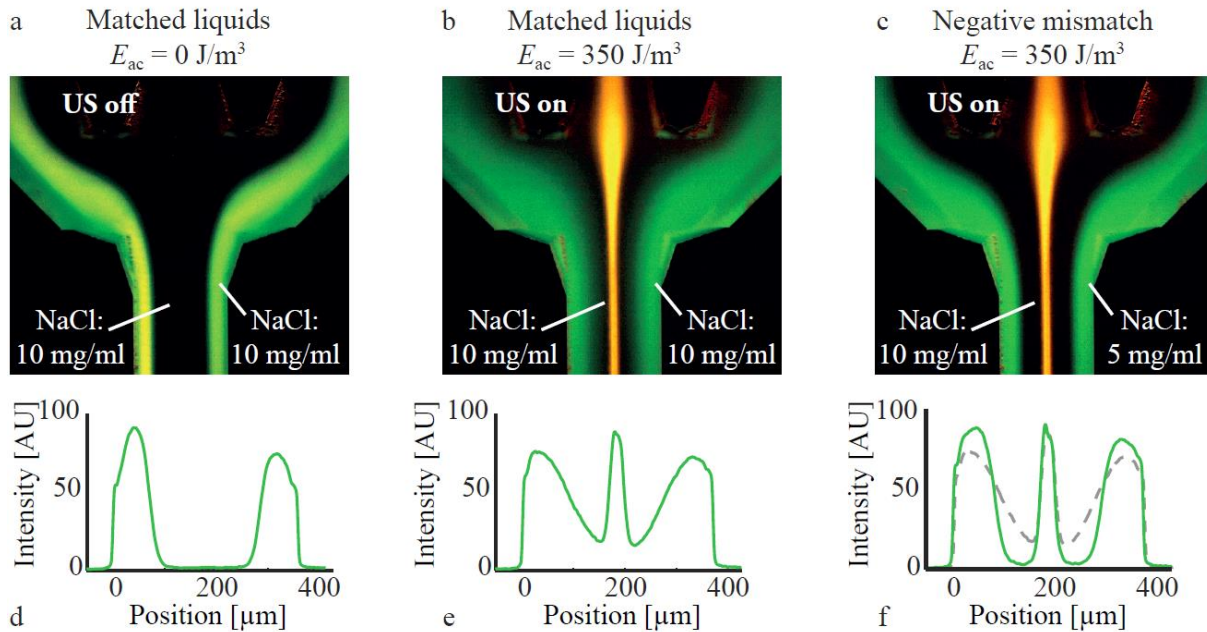 a Matched liquids
E_ac = 0 J/m³
US off
NaCl:
10 mg/ml
NaCl:
10 mg/ml
b Matched liquids
E_ac = 350 J/m³
US on
NaCl:
10 mg/ml
NaCl:
10 mg/ml
c Negative mismatch
E_ac = 350 J/m³
US on
NaCl:
10 mg/ml
NaCl:
5 mg/ml
Intensity [AU]
100
50
0
0 200 400
Position [µm]
d
Intensity [AU]
100
50
0
0 200 400
Position [µm]
e
Intensity [AU]
100
50
0
0 200 400
Position [µm]
f